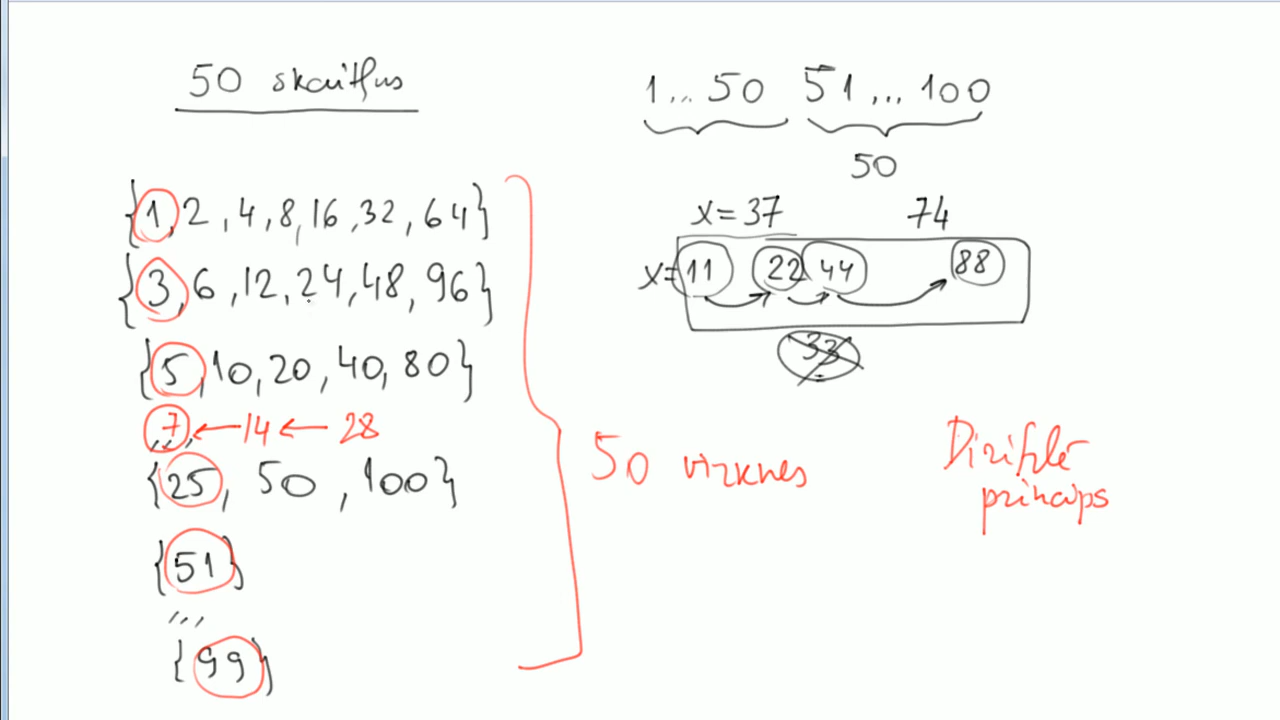 50 skaitļus
{1, 2, 4, 8, 16, 32, 64}
{3, 6, 12, 24, 48, 96}
{5, 10, 20, 40, 80}
7 ← 14 ← 28
{25, 50, 100}
{51}
...
{99}
50 virknes
1...50 51...100
50
x=37 74
x=11 22 44 88
33
Dirihlē
princips